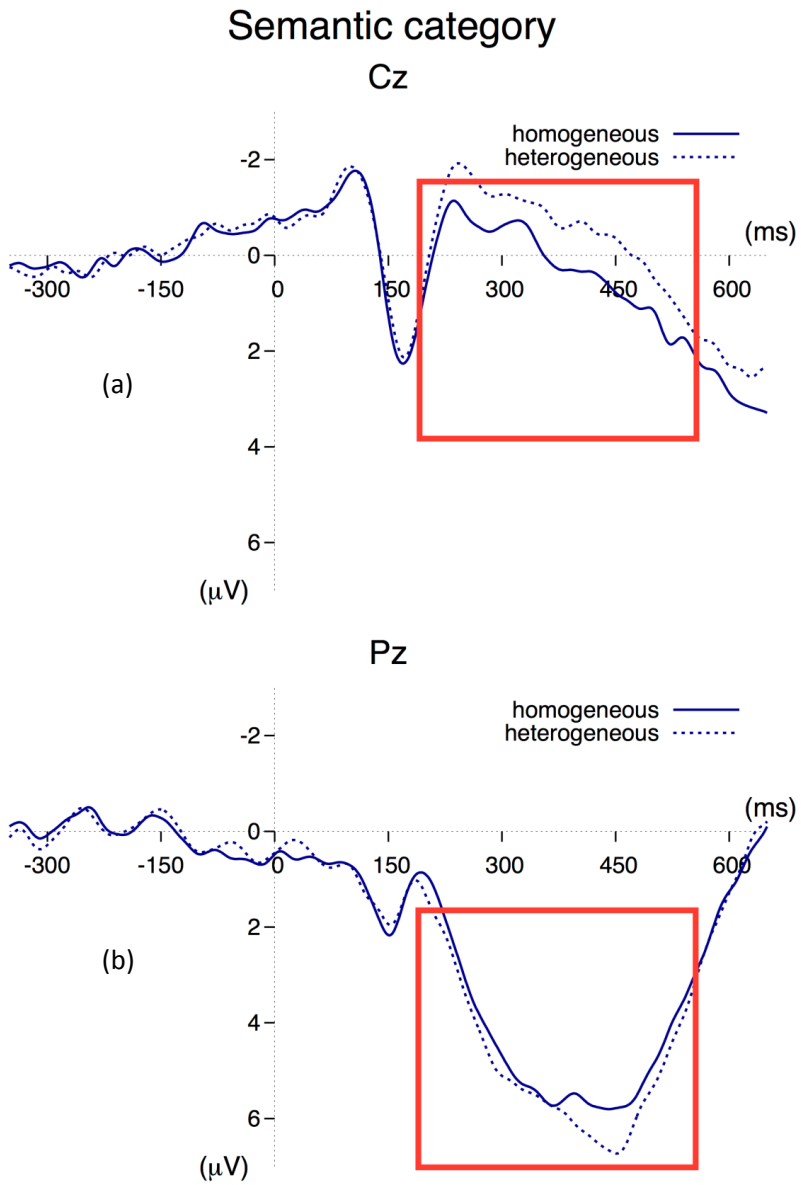 Semantic category
Cz
homogeneous
heterogeneous
-2
(ms)
0
-300 -150 0 150 300 450 600
2
(a)
4
6
(μV)
Pz
homogeneous
heterogeneous
-2
(ms)
0
-300 -150 0 150 300 450 600
2
(b)
4
6
(μV)